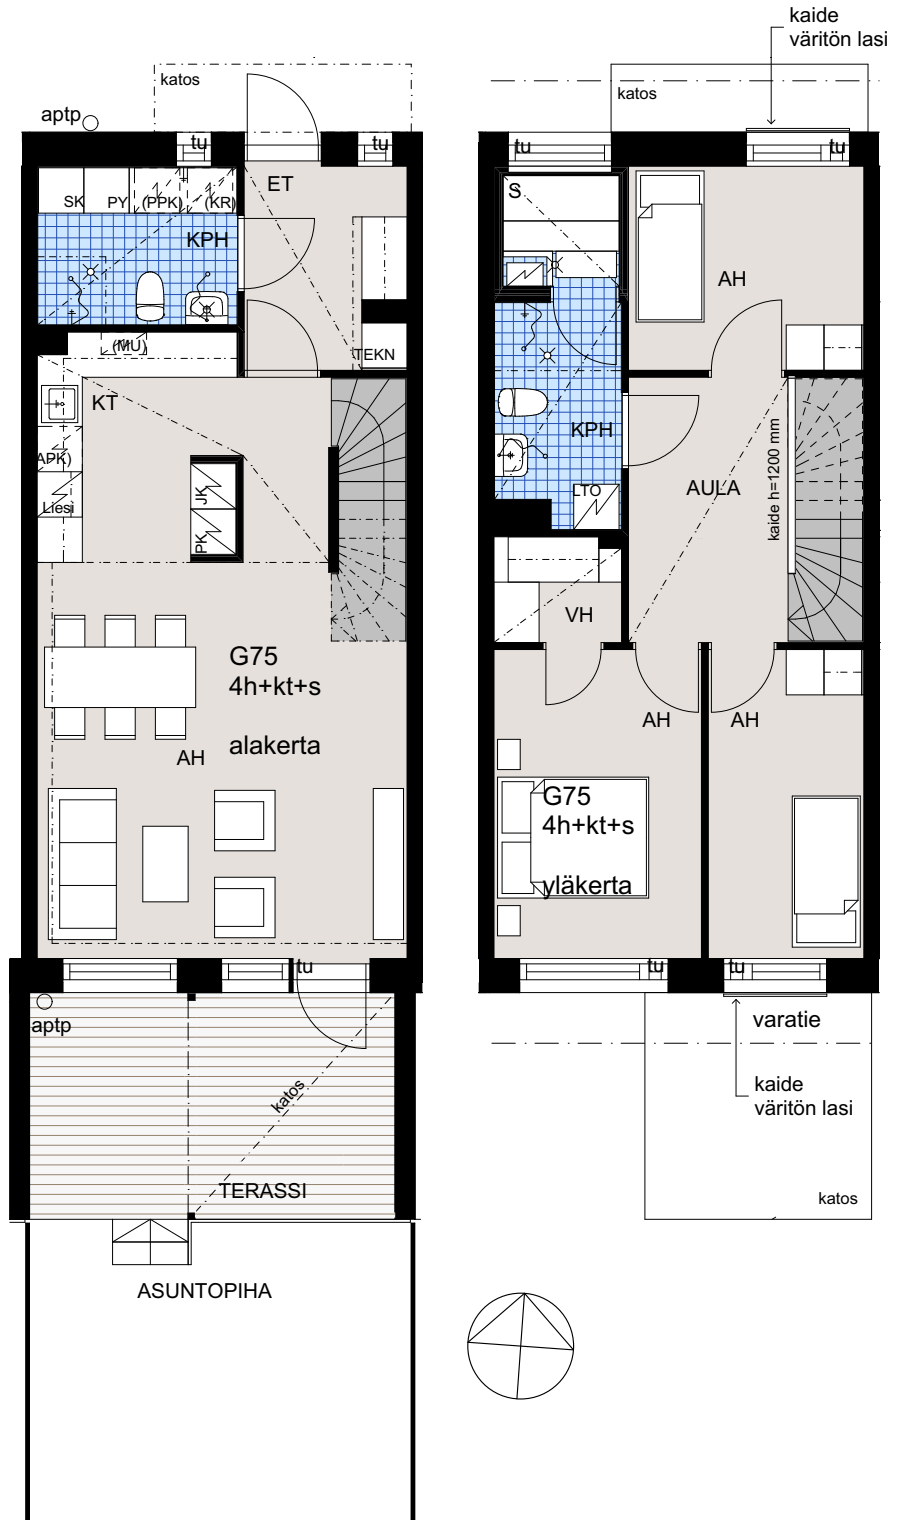 kaide
väritön lasi
katos
katos
aptp
tu
tu
tu
tu
ET
S
SK
PY
(PPK)
(KR)
KPH
AH
(MU)
TEKN
KT
KPH
APK)
JK
LTO
AULA
kaide h=1200 mm
Liesi
PK
VH
G75
4h+kt+s
alakerta
AH
AH
AH
G75
4h+kt+s
yläkerta
tu
tu
tu
aptp
varatie
katos
kaide
väritön lasi
TERASSI
katos
ASUNTOPIHA